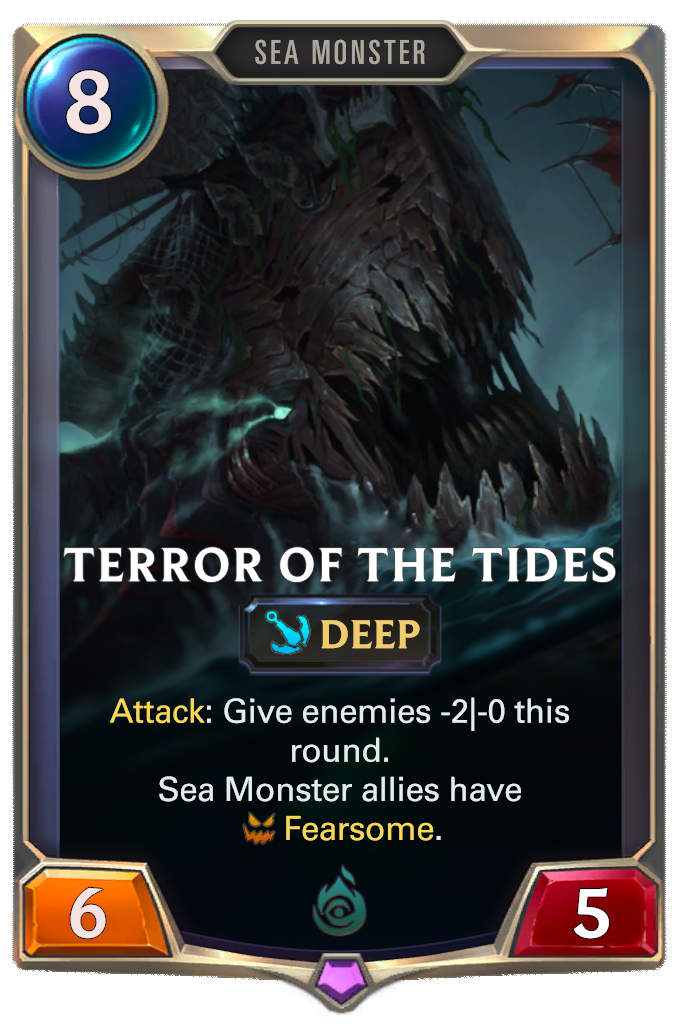 SEA MONSTER
8
TERROR OF THE TIDES
DEEP
Attack: Give enemies -2|-0 this
round.
Sea Monster allies have
Fearsome.
6
5